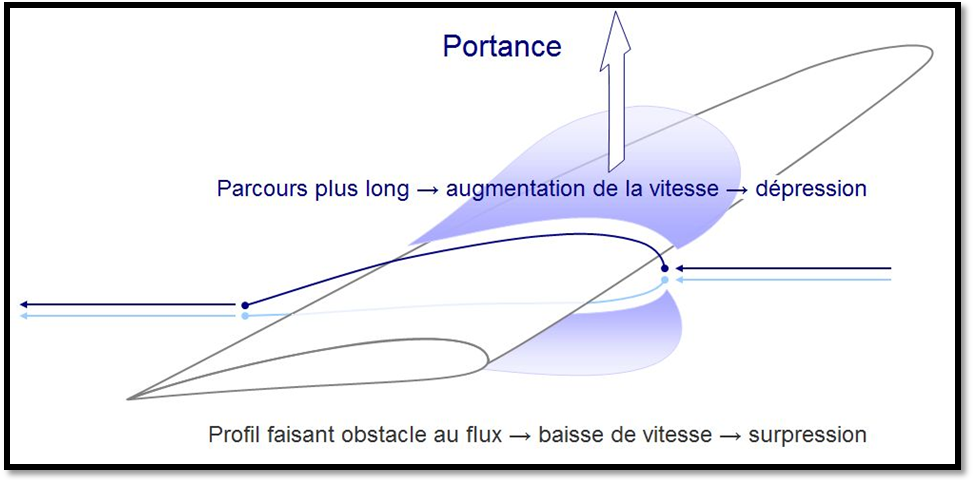 Portance
Parcours plus long → augmentation de la vitesse → dépression
Profil faisant obstacle au flux → baisse de vitesse → surpression